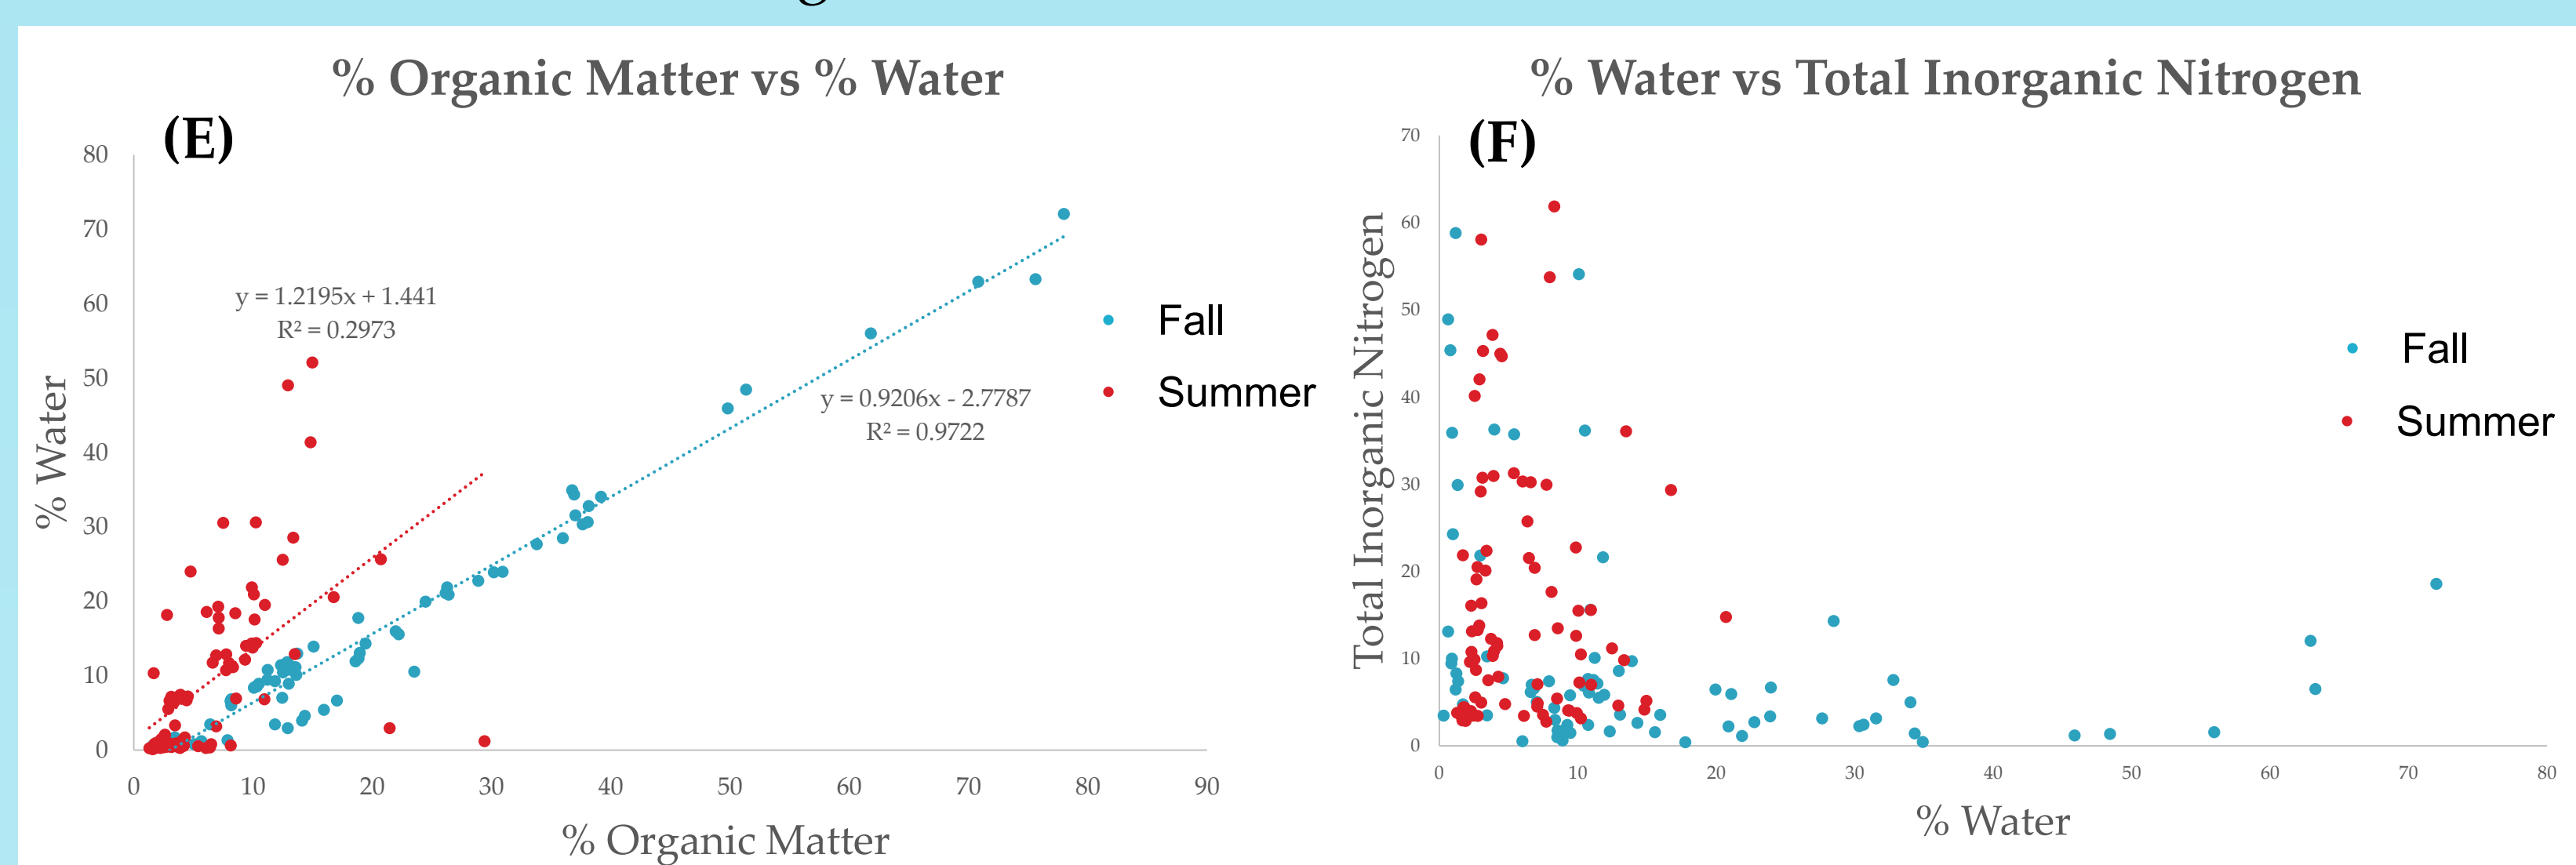 % Organic Matter vs % Water
(E)
80
70
60
50
40
30
20
10
0
% Water
y = 1.2195x + 1.441
R² = 0.2973
y = 0.9206x - 2.7787
R² = 0.9722
Fall
Summer
0 10 20 30 40 50 60 70 80 90
% Organic Matter
% Water vs Total Inorganic Nitrogen
(F)
70
60
50
40
30
20
10
0
Total Inorganic Nitrogen
Fall
Summer
0 10 20 30 40 50 60 70 80
% Water